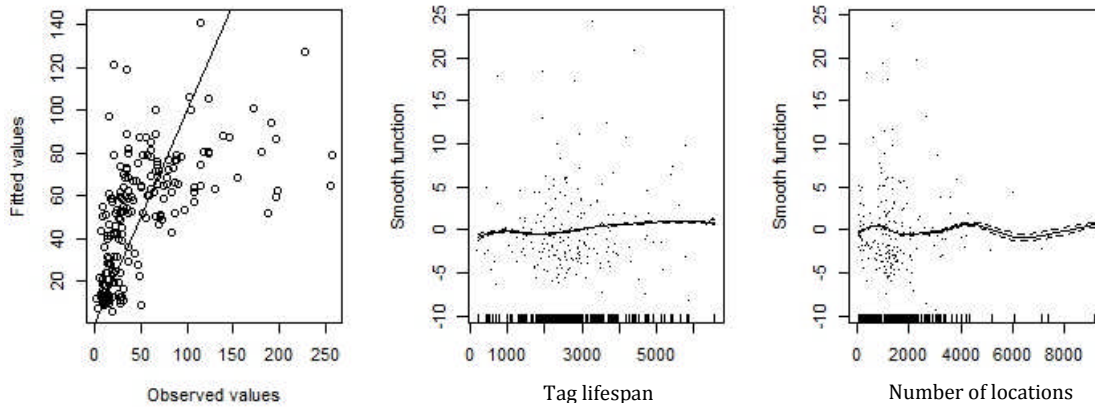 Fitted values
20 40 60 80 100 120 140
0 50 100 150 200 250
Observed values
Smooth function
-10 -5 0 5 10 15 20 25
1000 3000 5000
Tag lifespan
Smooth function
-10 -5 0 5 10 15 20 25
0 2000 4000 6000 8000
Number of locations